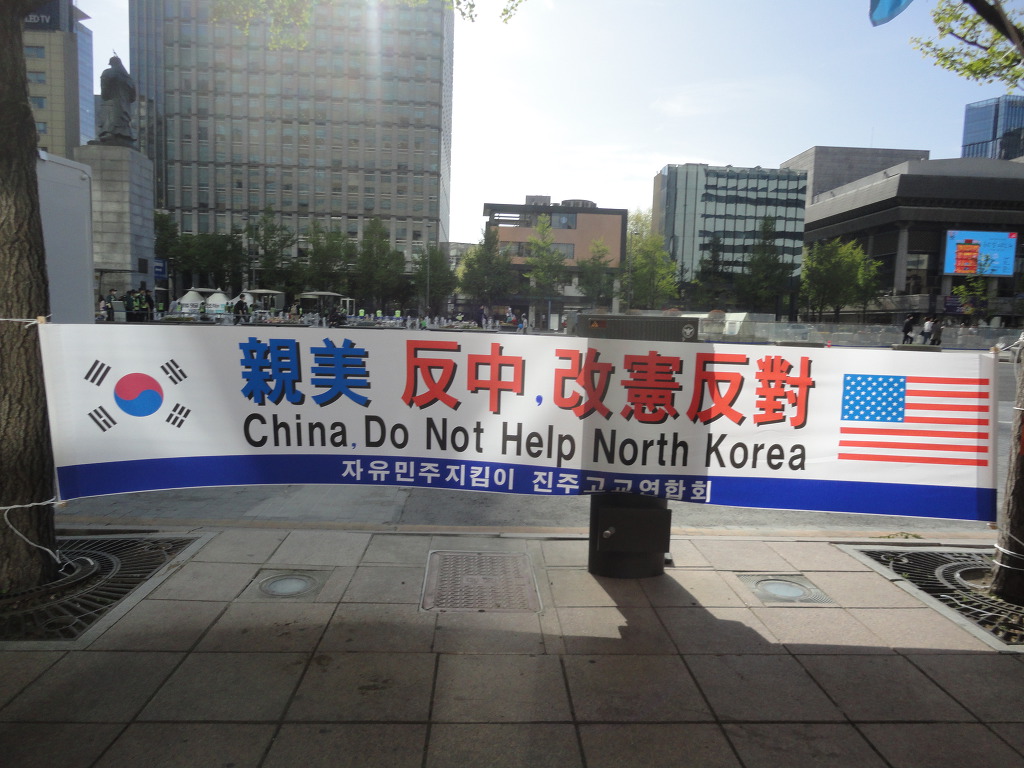 親美 反中, 改憲反對
China, Do Not Help North Korea
자유민주지킴이 진주고교연합회